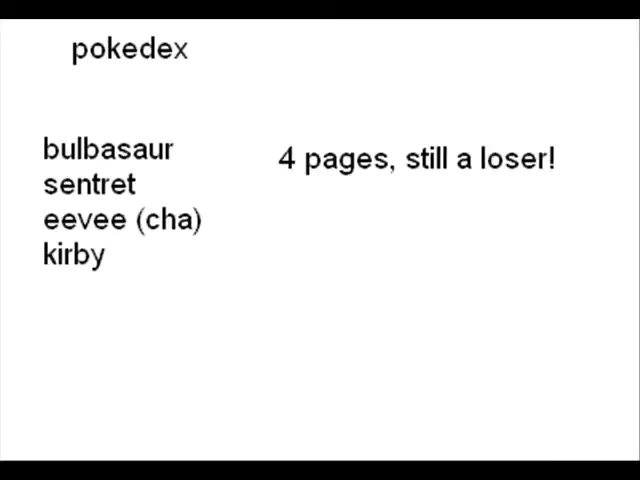 pokedex
bulbasaur
sentret
eevee (cha)
kirby
4 pages, still a loser!